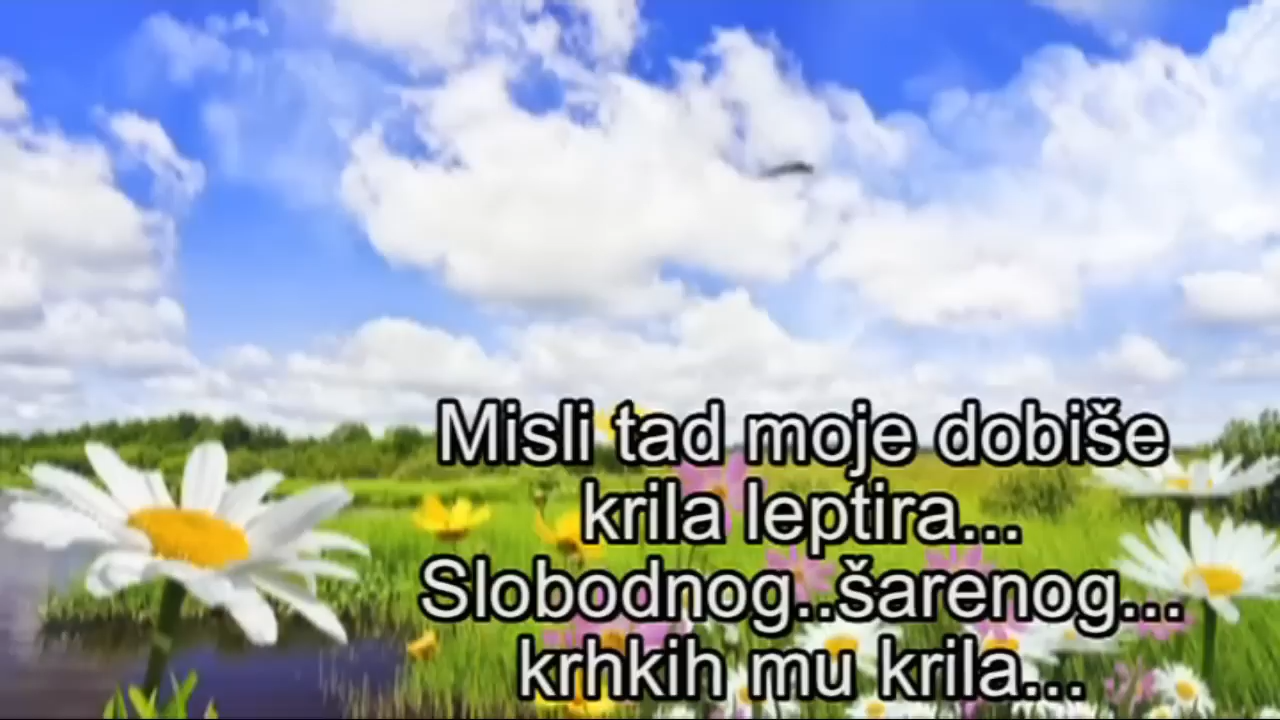 Misli tad moje dobiše
krila leptira...
Slobodnog..šarenog...
krhkih mu krila...